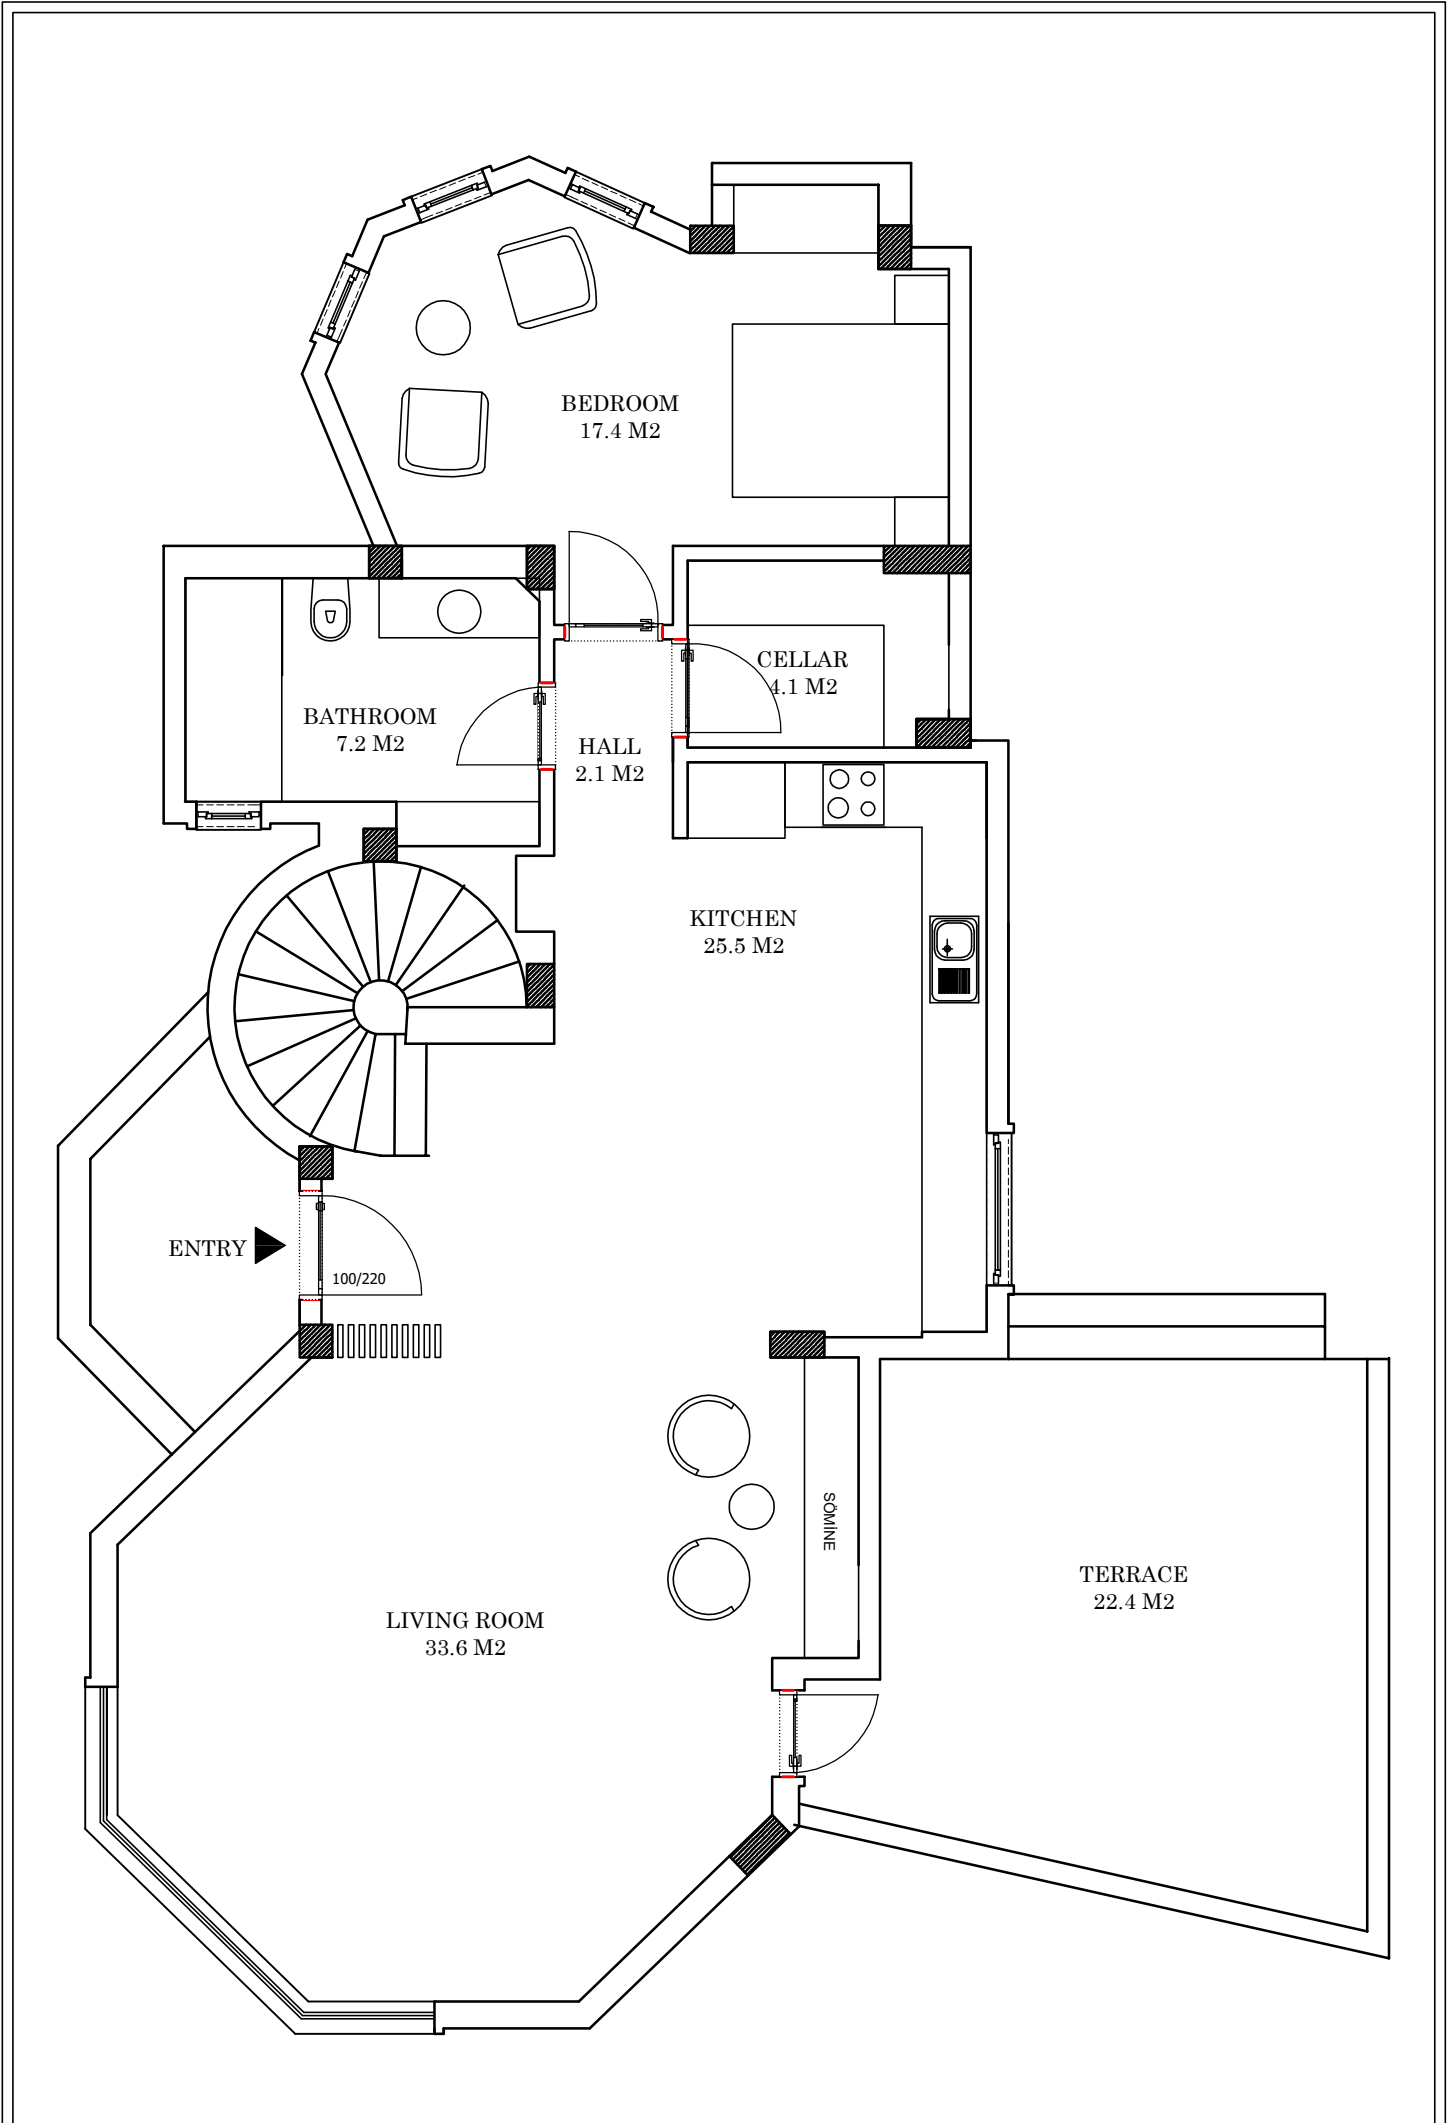 BEDROOM
17.4 M2
CELLAR
4.1 M2
BATHROOM
7.2 M2
HALL
2.1 M2
KITCHEN
25.5 M2
ENTRY
100/220
SÖMİNE
TERRACE
22.4 M2
LIVING ROOM
33.6 M2